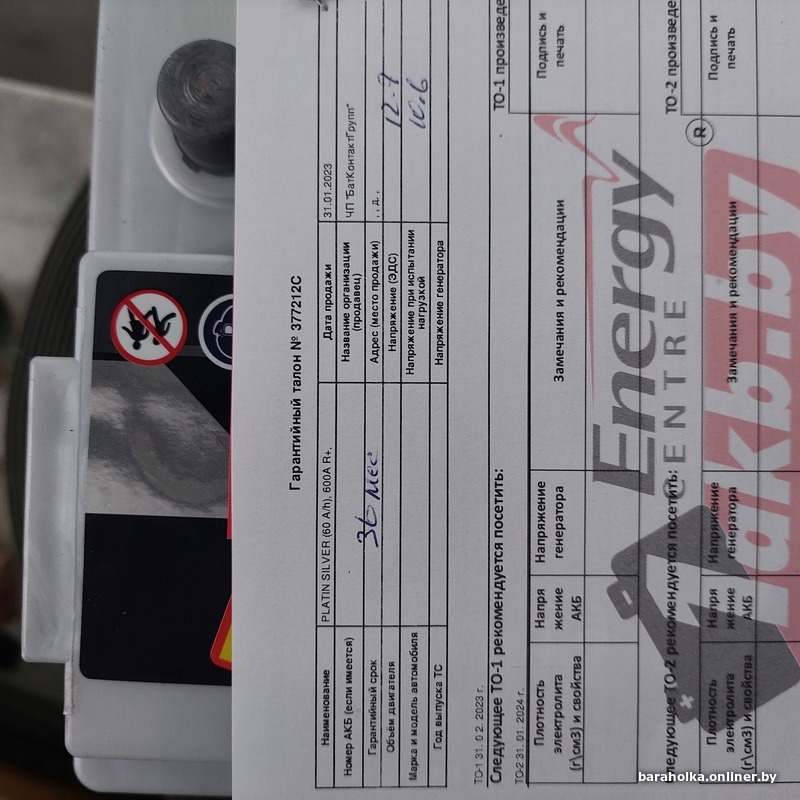 Гарантийный талон № 377212С
Наименование PLATIN SILVER (60 A/h), 600A R+, Дата продажи 31.01.2023
Номер АКБ (если имеется) Название организации (продавец) ЧП "БатКонтактГрупп"
Гарантийный срок 36 мес Адрес (место продажи) , , д. ,
Объём двигателя Напряжение (ЭДС) 12.7
Марка и модель автомобиля Напряжение при испытании нагрузкой 10.6
Год выпуска ТС Напряжение генератора
ТО-1 31. 0 2. 2023 г.
Следующее ТО-1 рекомендуется посетить: ТО-1 произведе
ТО-2 31. 01. 2024 г.
Плотность электролита (г\см3) и свойства Напряжение АКБ Напряжение генератора Замечания и рекомендации Подпись и печать
Energy
CENTRE
следующее ТО-2 рекомендуется посетить: ТО-2 произведе
Плотность электролита (г\см3) и свойства Напряжение АКБ Напряжение генератора Замечания и рекомендации Подпись и печать
1akb.by
R
baraholka.onliner.by